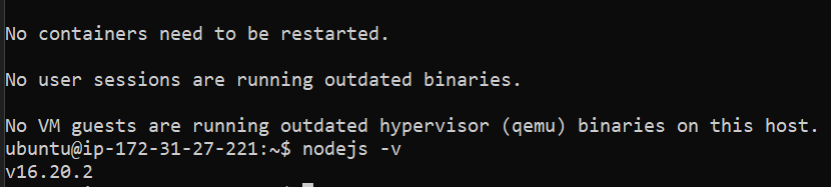 No containers need to be restarted.
No user sessions are running outdated binaries.
No VM guests are running outdated hypervisor (qemu) binaries on this host.
ubuntu@ip-172-31-27-221:~$ nodejs -v
v16.20.2